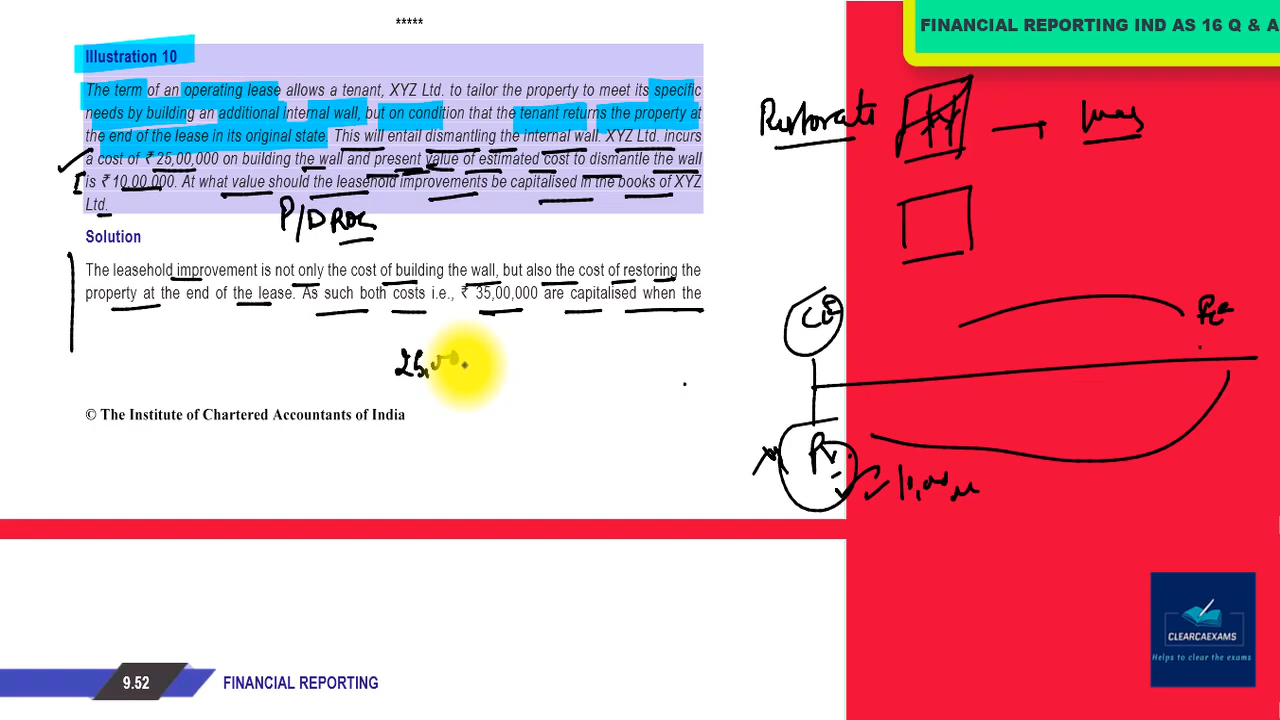 *****
FINANCIAL REPORTING IND AS 16 Q & A
Illustration 10
The term of an operating lease allows a tenant, XYZ Ltd. to tailor the property to meet its specific
needs by building an additional internal wall, but on condition that the tenant returns the property at
the end of the lease in its original state. This will entail dismantling the internal wall. XYZ Ltd. incurs
a cost of ₹ 25,00,000 on building the wall and present value of estimated cost to dismantle the wall
is ₹ 10,00,000. At what value should the leasehold improvements be capitalised in the books of XYZ
Ltd.
P/D
Solution
The leasehold improvement is not only the cost of building the wall, but also the cost of restoring the
property at the end of the lease. As such both costs i.e., ₹ 35,00,000 are capitalised when the
© The Institute of Chartered Accountants of India
CLEARCAEXAMS
Helps to clear the exams
9.52 FINANCIAL REPORTING